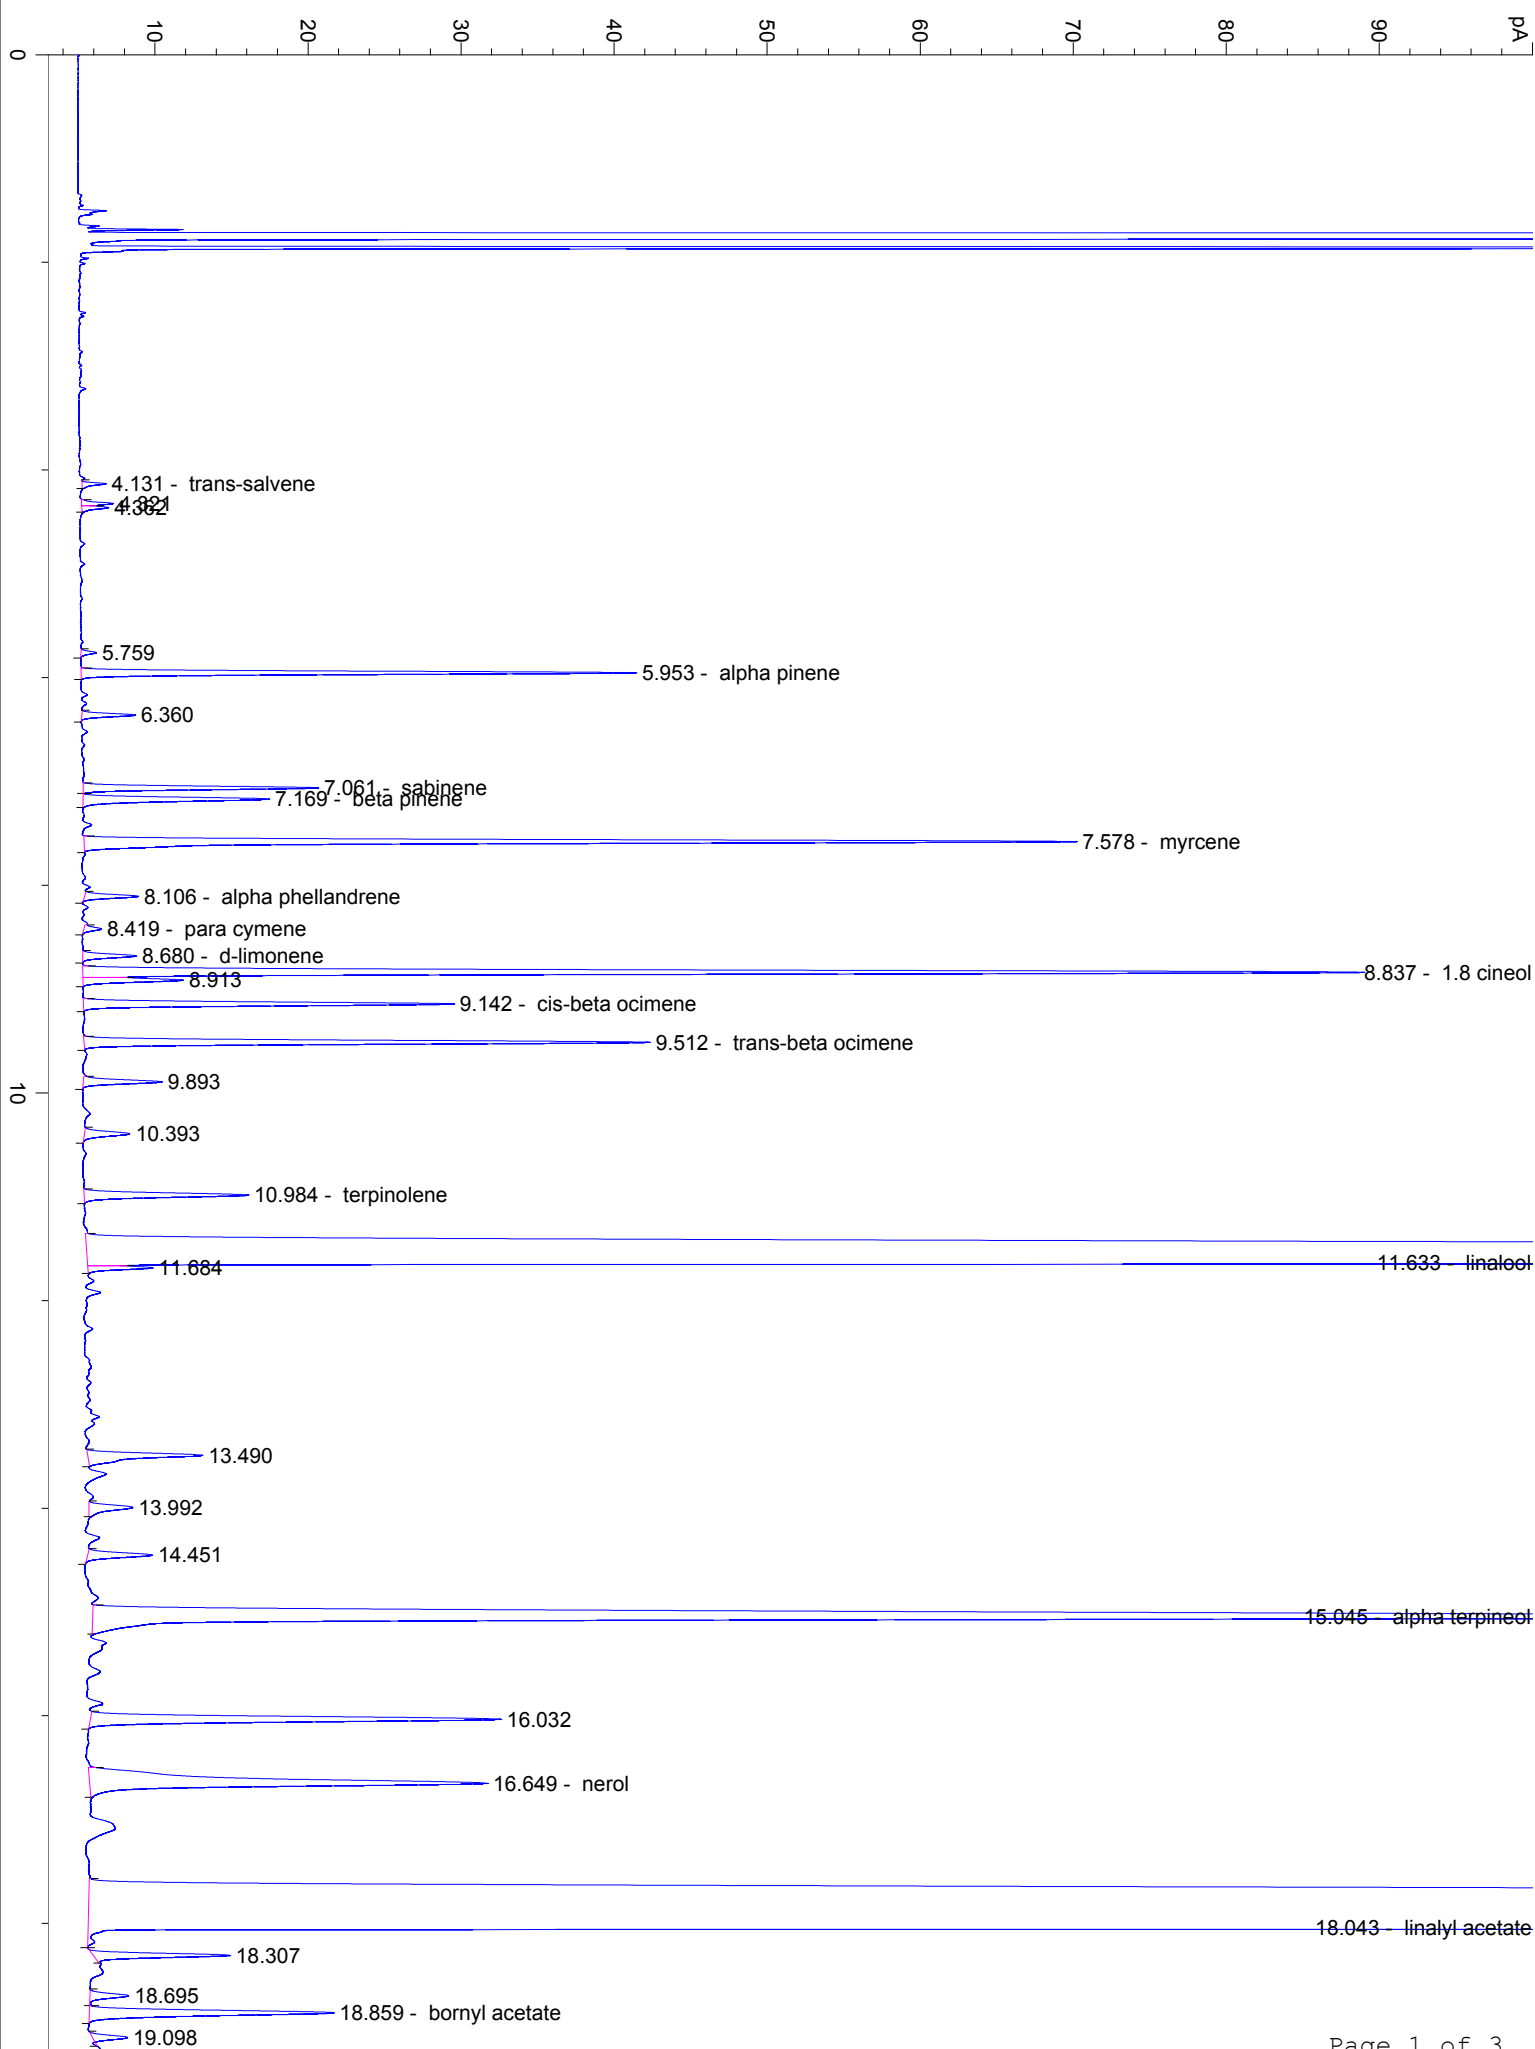 10
20
30
40
50
60
70
80
90
pA
0
4.131 - trans-salvene
4.321
4.362
5.759
5.953 - alpha pinene
6.360
7.061 - sabinene
7.169 - beta pinene
7.578 - myrcene
8.106 - alpha phellandrene
8.419 - para cymene
8.680 - d-limonene
8.837 - 1.8 cineol
8.913
9.142 - cis-beta ocimene
9.512 - trans-beta ocimene
9.893
10
10.393
10.984 - terpinolene
11.633 - linalool
11.684
13.490
13.992
14.451
15.045 - alpha terpineol
16.032
16.649 - nerol
18.043 - linalyl acetate
18.307
18.695
18.859 - bornyl acetate
19.098
Page 1 of 3